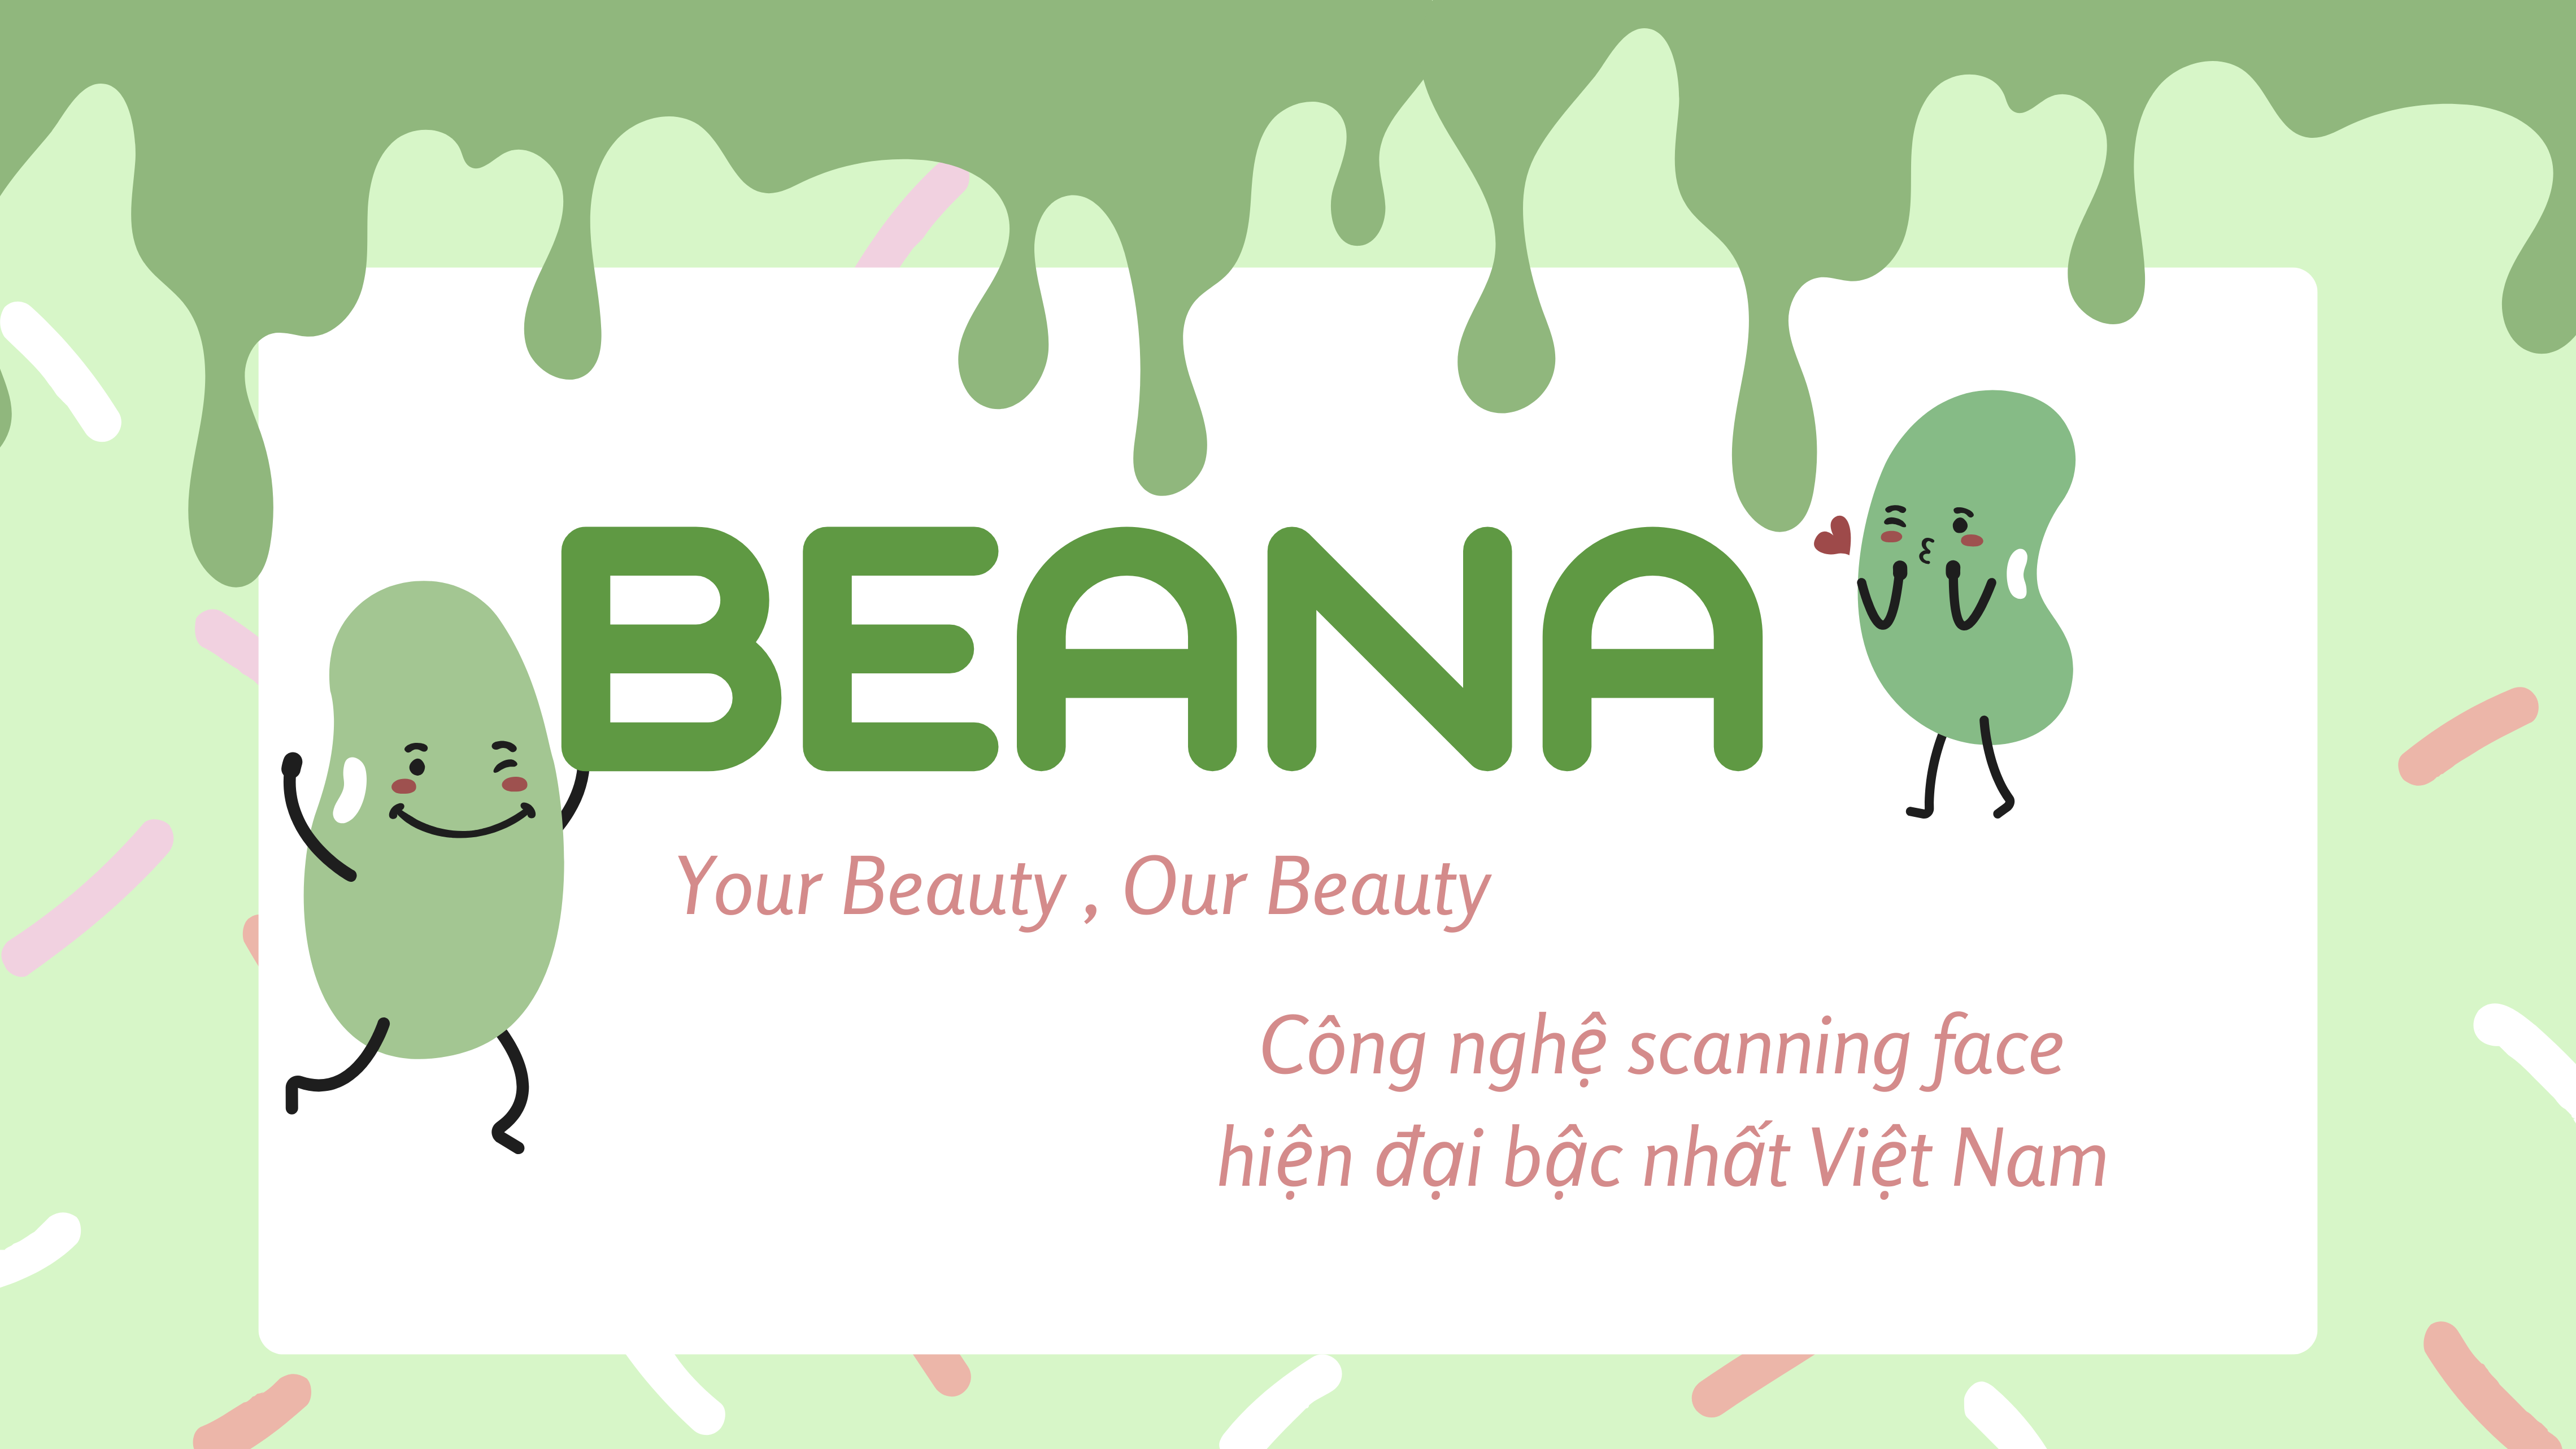 BEANA
Your Beauty , Our Beauty
Công nghệ scanning face
hiện đại bậc nhất Việt Nam